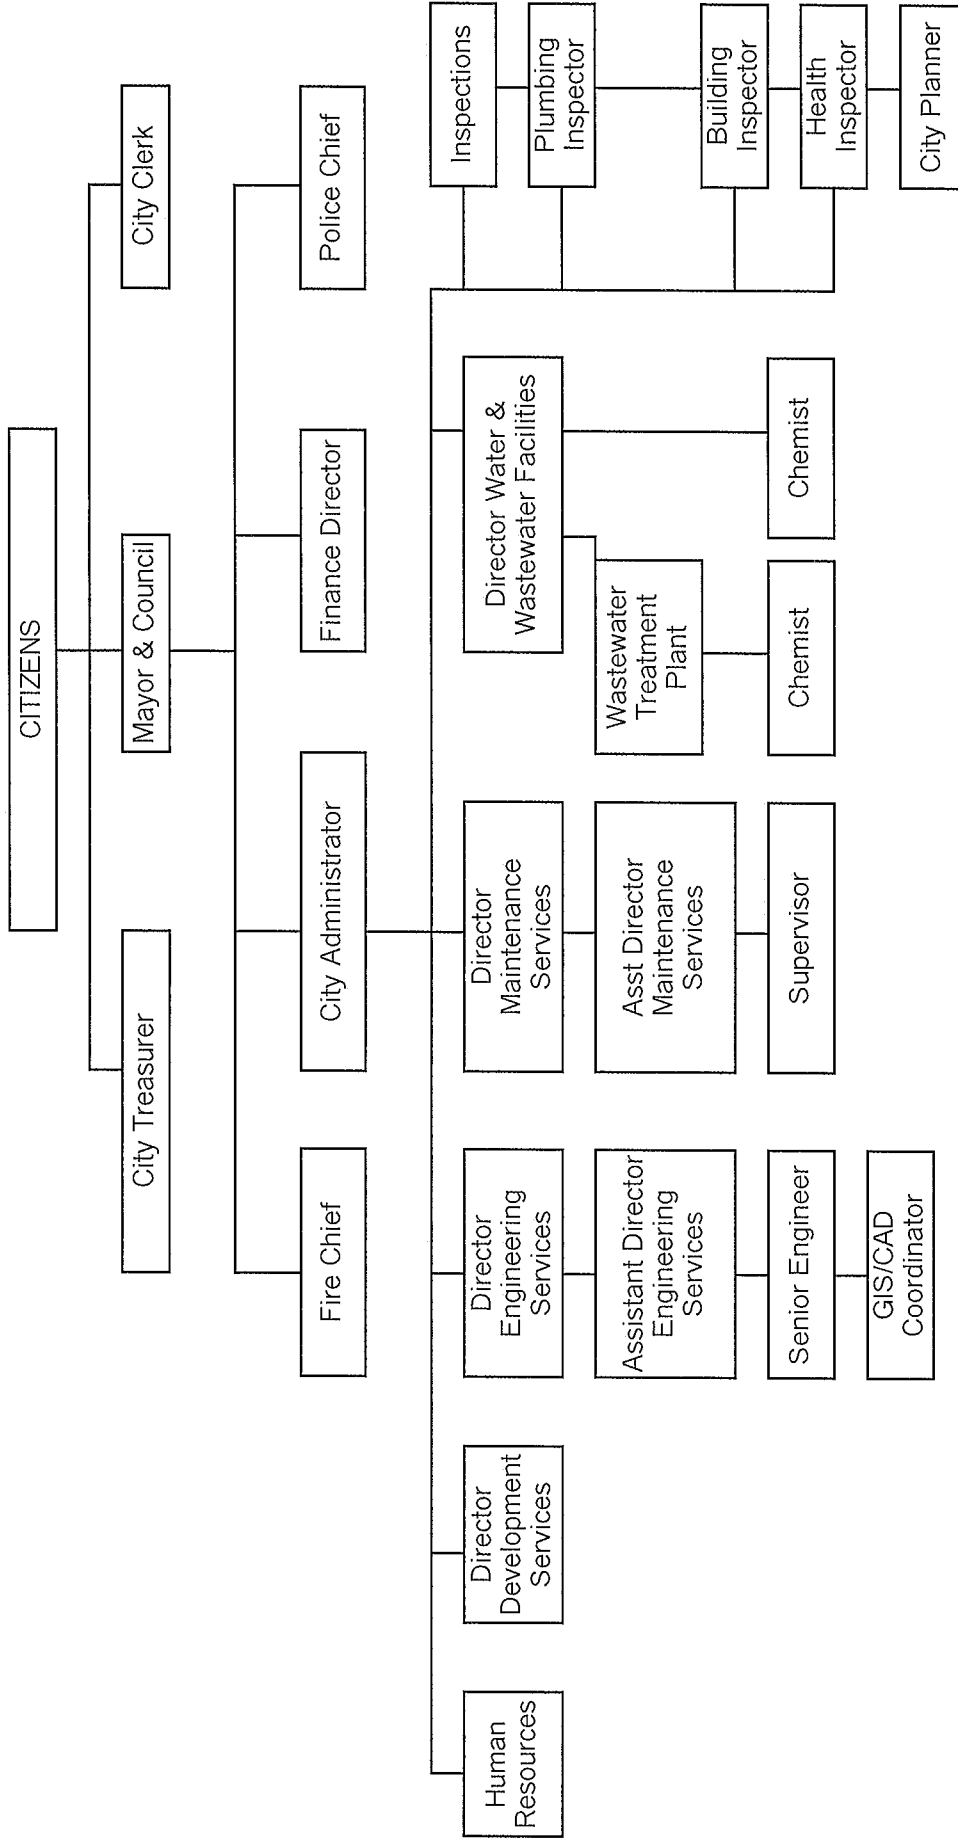 CITIZENS
City Treasurer
Mayor & Council
City Clerk
Fire Chief
City Administrator
Finance Director
Police Chief
Human
Resources
Director
Development
Services
Director
Engineering
Services
Assistant Director
Engineering
Services
Senior Engineer
GIS/CAD
Coordinator
Director
Maintenance
Services
Asst Director
Maintenance
Services
Supervisor
Director Water &
Wastewater Facilities
Wastewater
Treatment
Plant
Chemist
Chemist
Inspections
Plumbing
Inspector
Building
Inspector
Health
Inspector
City Planner